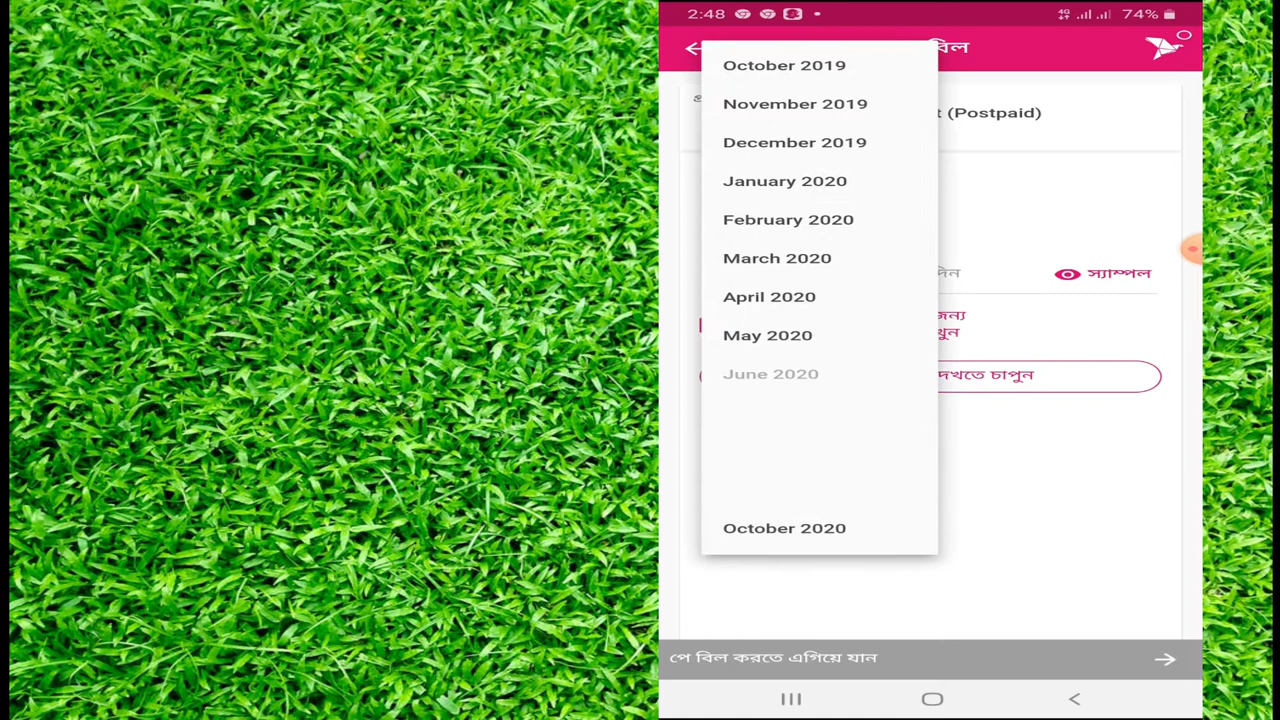 2:48
4G
74%
বিল
October 2019
(Postpaid)
November 2019
December 2019
January 2020
February 2020
March 2020
স্যাম্পল
April 2020
May 2020
June 2020
দেখতে চাপুন
October 2020
পে বিল করতে এগিয়ে যান